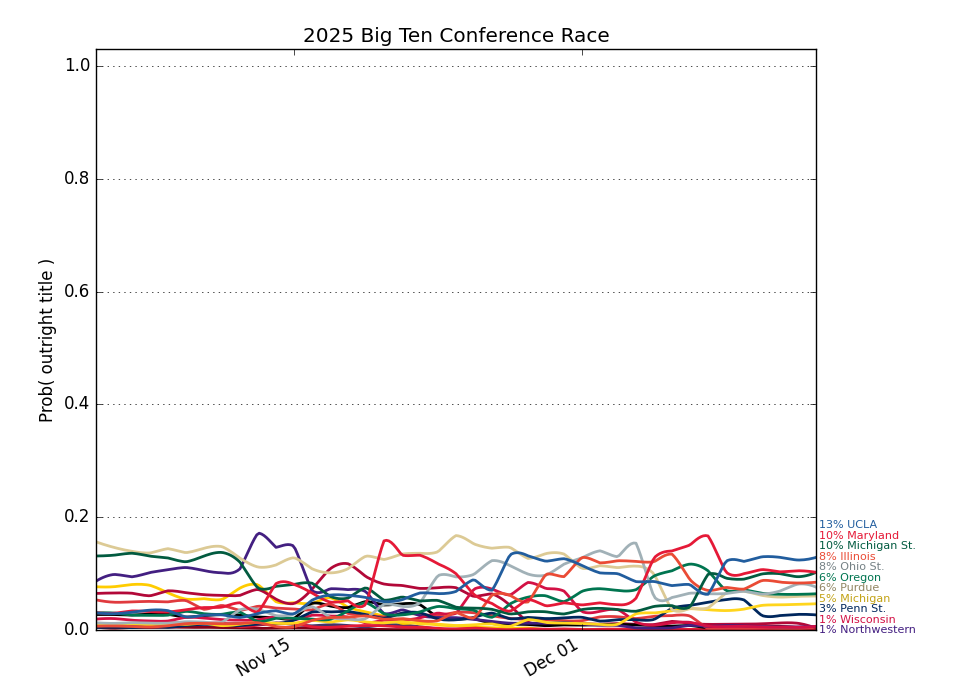 2025 Big Ten Conference Race
1.0
0.8
0.6
0.4
0.2
0.0
Prob( outright title )
Nov 15
Dec 01
13% UCLA
10% Maryland
10% Michigan St.
8% Illinois
8% Ohio St.
6% Oregon
6% Purdue
5% Michigan
3% Penn St.
1% Wisconsin
1% Northwestern